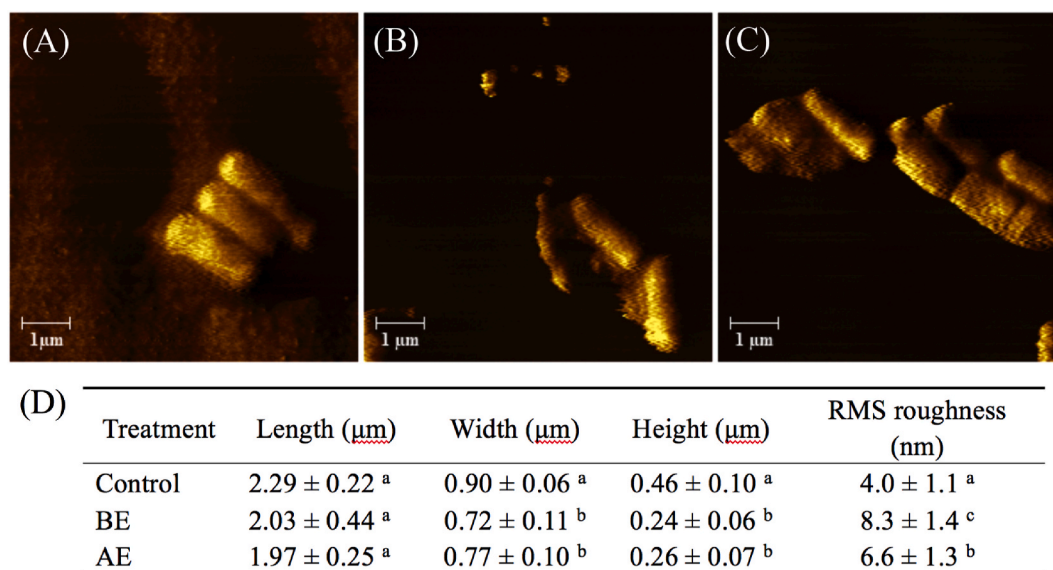 (A) (B) (C)
1µm 1 µm 1 µm
(D)
Treatment Length (µm) Width (µm) Height (µm) RMS roughness (nm)
Control 2.29 ± 0.22 a 0.90 ± 0.06 a 0.46 ± 0.10 a 4.0 ± 1.1 a
BE 2.03 ± 0.44 a 0.72 ± 0.11 b 0.24 ± 0.06 b 8.3 ± 1.4 c
AE 1.97 ± 0.25 a 0.77 ± 0.10 b 0.26 ± 0.07 b 6.6 ± 1.3 b